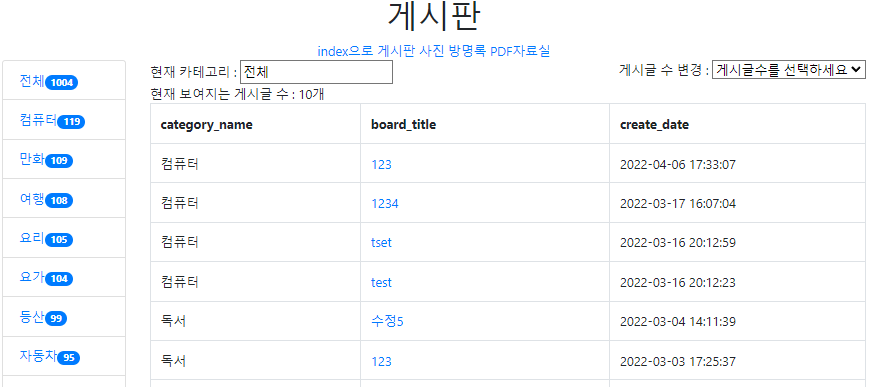 게시판
index으로 게시판 사진 방명록 PDF자료실
전체 1004
컴퓨터 119
만화 109
여행 108
요리 105
요가 104
등산 99
자동차 95
현재 카테고리 : 전체
게시글 수 변경 : 게시글수를 선택하세요
현재 보여지는 게시글 수 : 10개
category_name board_title create_date
컴퓨터 123 2022-04-06 17:33:07
컴퓨터 1234 2022-03-17 16:07:04
컴퓨터 tset 2022-03-16 20:12:59
컴퓨터 test 2022-03-16 20:12:23
독서 수정5 2022-03-04 14:11:39
독서 123 2022-03-03 17:25:37